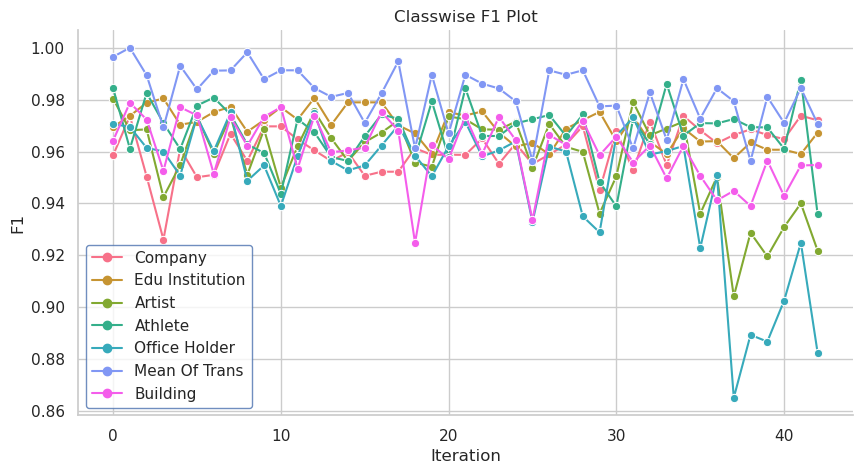 Classwise F1 Plot
1.00
0.98
0.96
0.94
0.92
0.90
0.88
0.86
F1
Company
Edu Institution
Artist
Athlete
Office Holder
Mean Of Trans
Building
0
10
20
30
40
Iteration